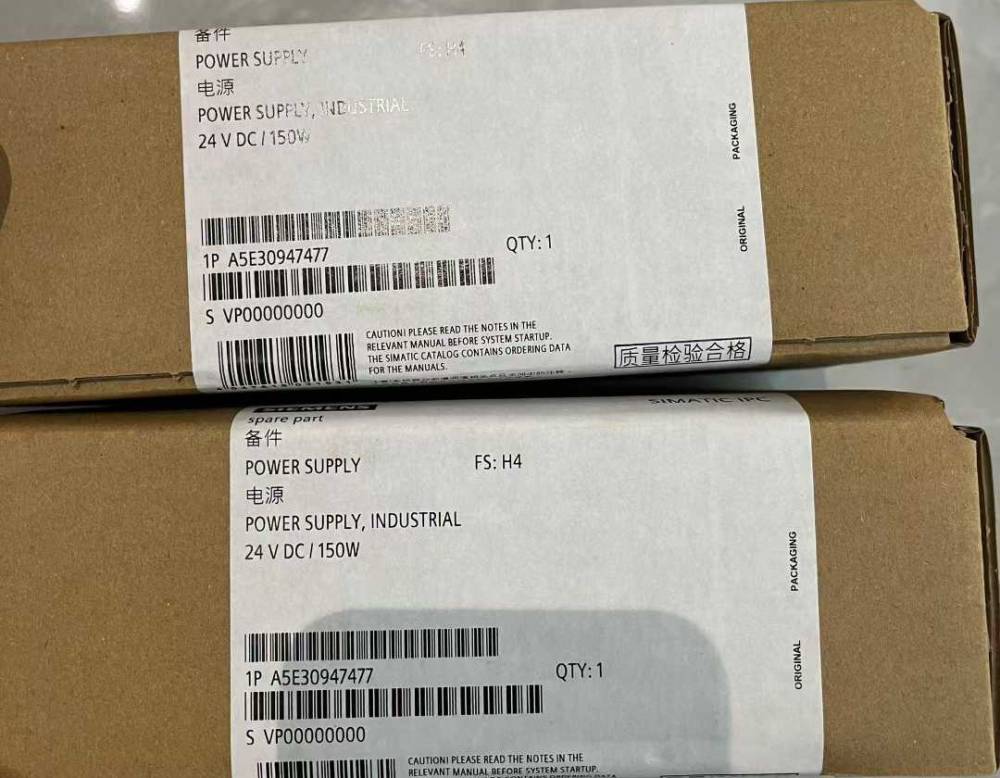 备件
POWER SUPPLY FS: H4
电源
POWER SUPPLY, INDUSTRIAL
24 V DC / 150W
PACKAGING
ORIGINAL
1P A5E30947477
QTY: 1
S VP00000000
CAUTION! PLEASE READ THE NOTES IN THE
RELEVANT MANUAL BEFORE SYSTEM STARTUP.
THE SIMATIC CATALOG CONTAINS ORDERING DATA
FOR THE MANUALS.
质量检验合格
SIEMENS SIMATIC IPC
spare part
备件
POWER SUPPLY FS: H4
电源
POWER SUPPLY, INDUSTRIAL
24 V DC / 150W
PACKAGING
ORIGINAL
1P A5E30947477
QTY: 1
S VP00000000
CAUTION! PLEASE READ THE NOTES IN THE
RELEVANT MANUAL BEFORE SYSTEM STARTUP.